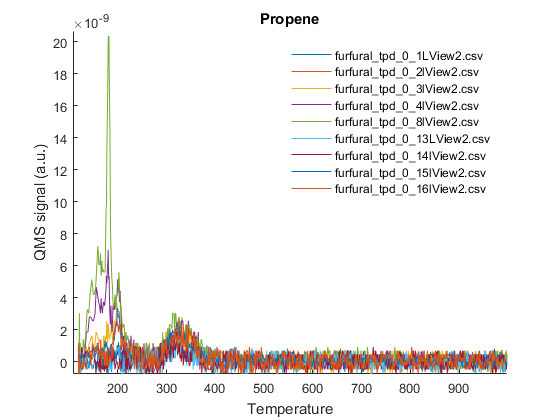 Propene
×10⁻⁹
20
18
16
14
12
10
8
6
4
2
0
QMS signal (a.u.)
furfural_tpd_0_1LView2.csv
furfural_tpd_0_2lView2.csv
furfural_tpd_0_3lView2.csv
furfural_tpd_0_4lView2.csv
furfural_tpd_0_8lView2.csv
furfural_tpd_0_13LView2.csv
furfural_tpd_0_14lView2.csv
furfural_tpd_0_15lView2.csv
furfural_tpd_0_16lView2.csv
200 300 400 500 600 700 800 900
Temperature